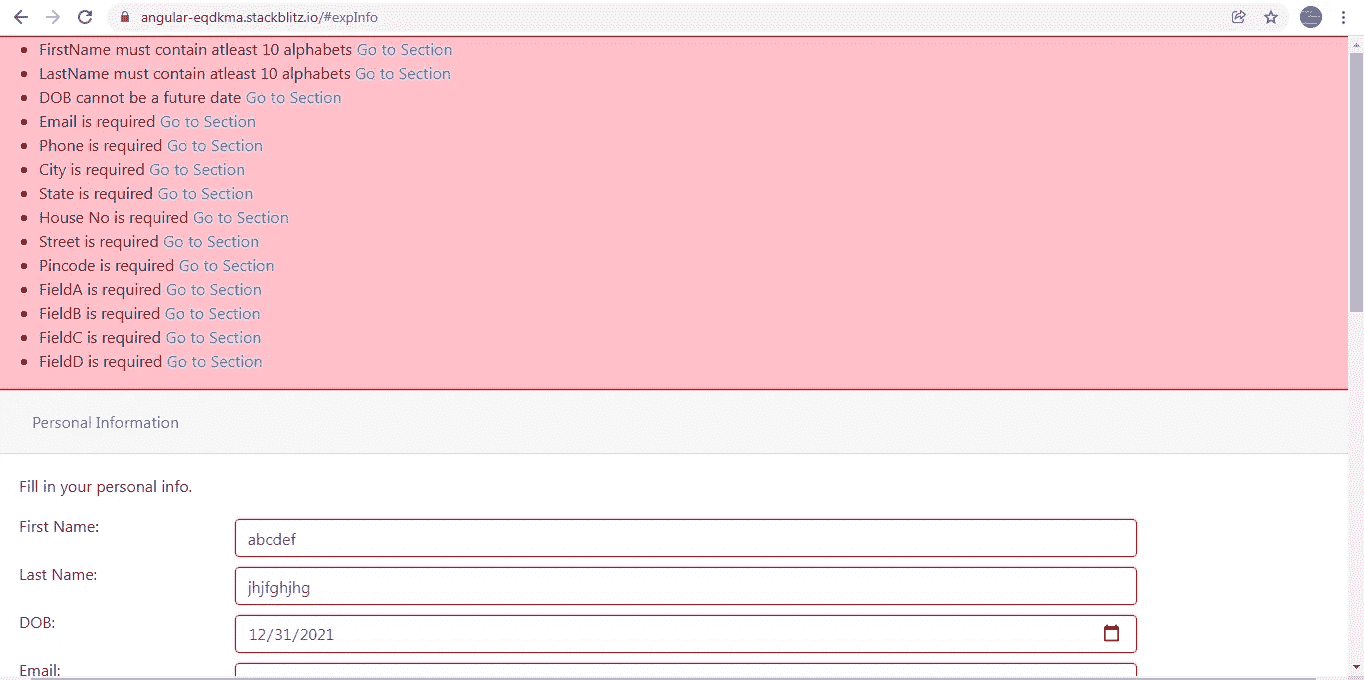 angular-eqdkma.stackblitz.io/#expInfo
FirstName must contain atleast 10 alphabets Go to Section
LastName must contain atleast 10 alphabets Go to Section
DOB cannot be a future date Go to Section
Email is required Go to Section
Phone is required Go to Section
City is required Go to Section
State is required Go to Section
House No is required Go to Section
Street is required Go to Section
Pincode is required Go to Section
FieldA is required Go to Section
FieldB is required Go to Section
FieldC is required Go to Section
FieldD is required Go to Section
Personal Information
Fill in your personal info.
First Name:
abcdef
Last Name:
jhjfghjhg
DOB:
12/31/2021
Email: